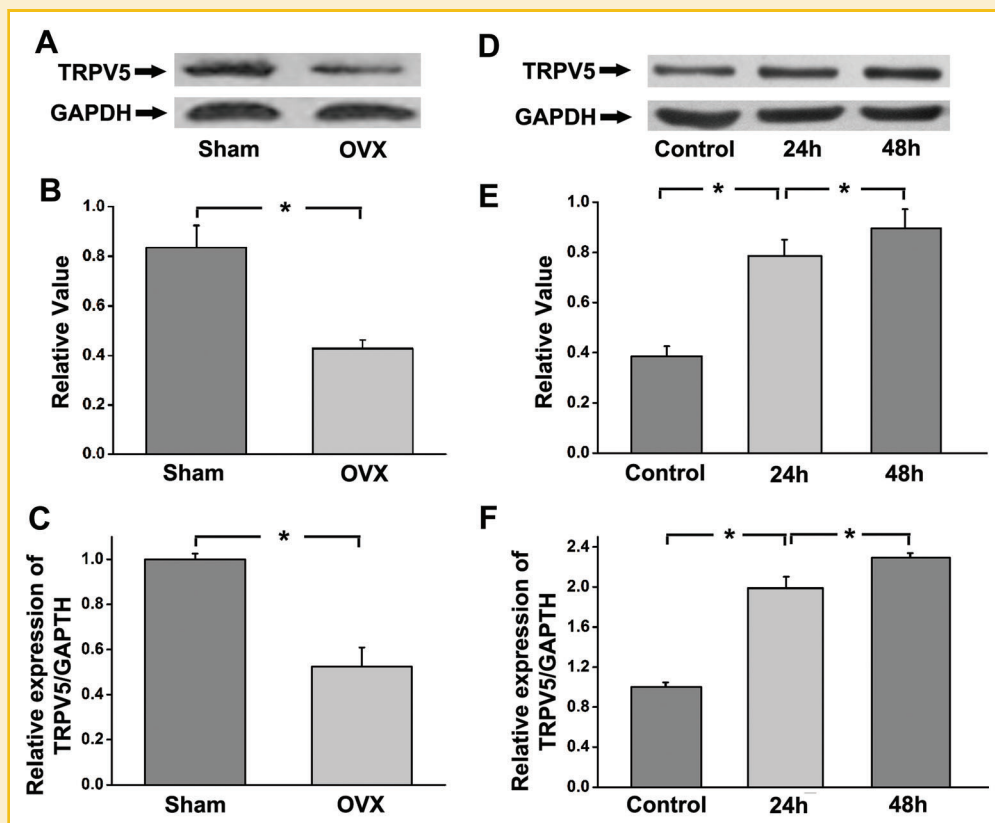 A
TRPV5
GAPDH
Sham OVX
B
*
Relative Value
1.0
0.8
0.6
0.4
0.2
0.0
Sham OVX
C
*
Relative expression of
TRPV5/GAPTH
1.0
1.0
0.8
0.6
0.4
0.2
0.0
Sham OVX
D
TRPV5
GAPDH
Control 24h 48h
E
* *
Relative Value
1.0
0.8
0.6
0.4
0.2
0.0
Control 24h 48h
F
* *
Relative expression of
TRPV5/GAPTH
2.4
2.0
1.6
1.2
0.8
0.4
0.0
Control 24h 48h